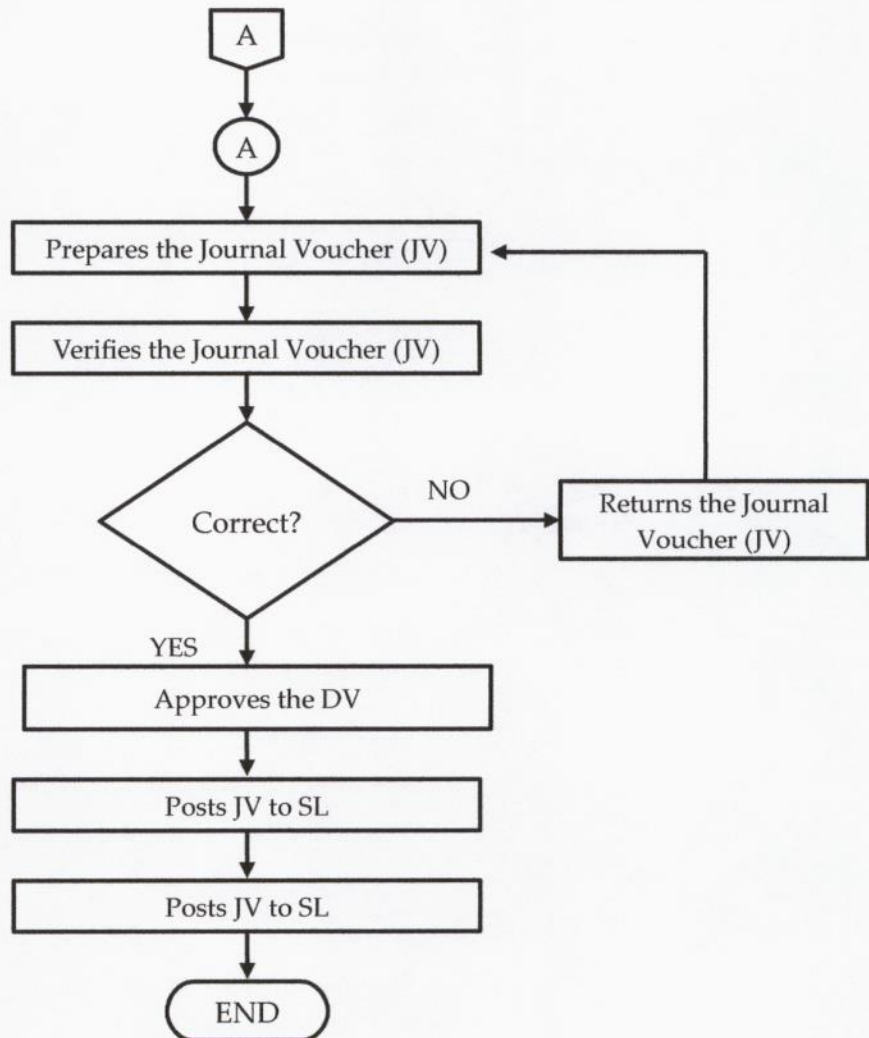 A
A
Prepares the Journal Voucher (JV)
Verifies the Journal Voucher (JV)
Correct?
NO
Returns the Journal
Voucher (JV)
YES
Approves the DV
Posts JV to SL
Posts JV to SL
END